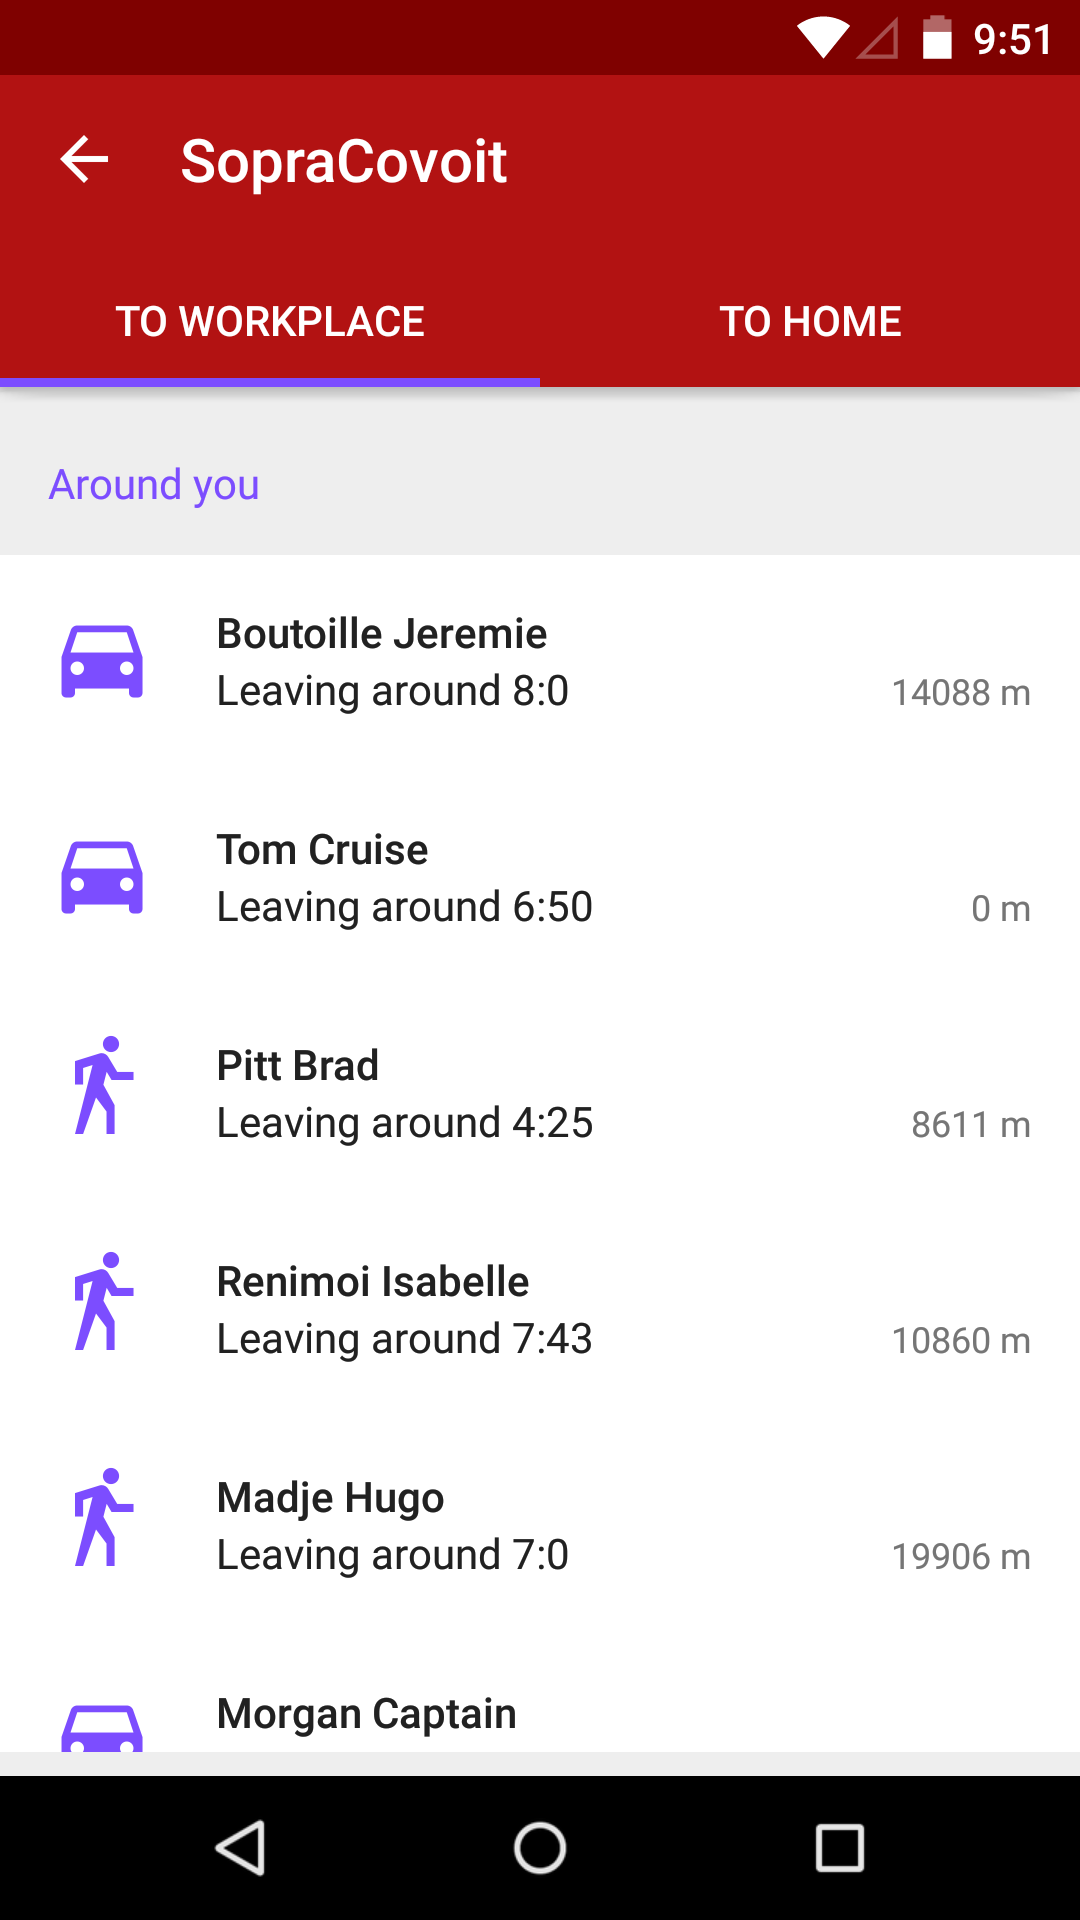 9:51
SopraCovoit
TO WORKPLACE TO HOME
Around you
Boutoille Jeremie
Leaving around 8:0 14088 m
Tom Cruise
Leaving around 6:50 0 m
Pitt Brad
Leaving around 4:25 8611 m
Renimoi Isabelle
Leaving around 7:43 10860 m
Madje Hugo
Leaving around 7:0 19906 m
Morgan Captain